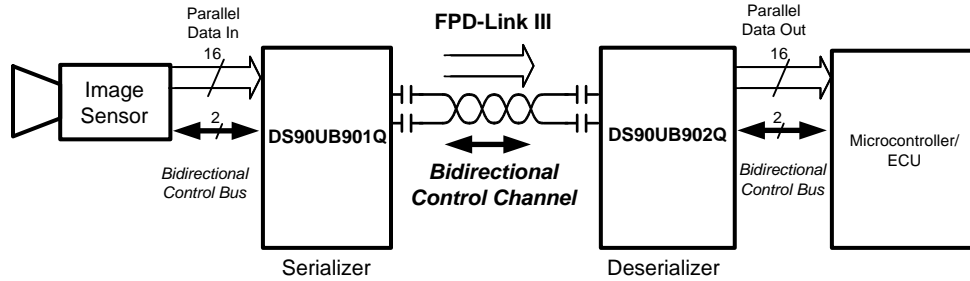 Parallel
Data In
16
Image
Sensor
2
Bidirectional
Control Bus
DS90UB901Q
Serializer
FPD-Link III
Bidirectional
Control Channel
DS90UB902Q
Deserializer
Parallel
Data Out
16
2
Bidirectional
Control Bus
Microcontroller/
ECU